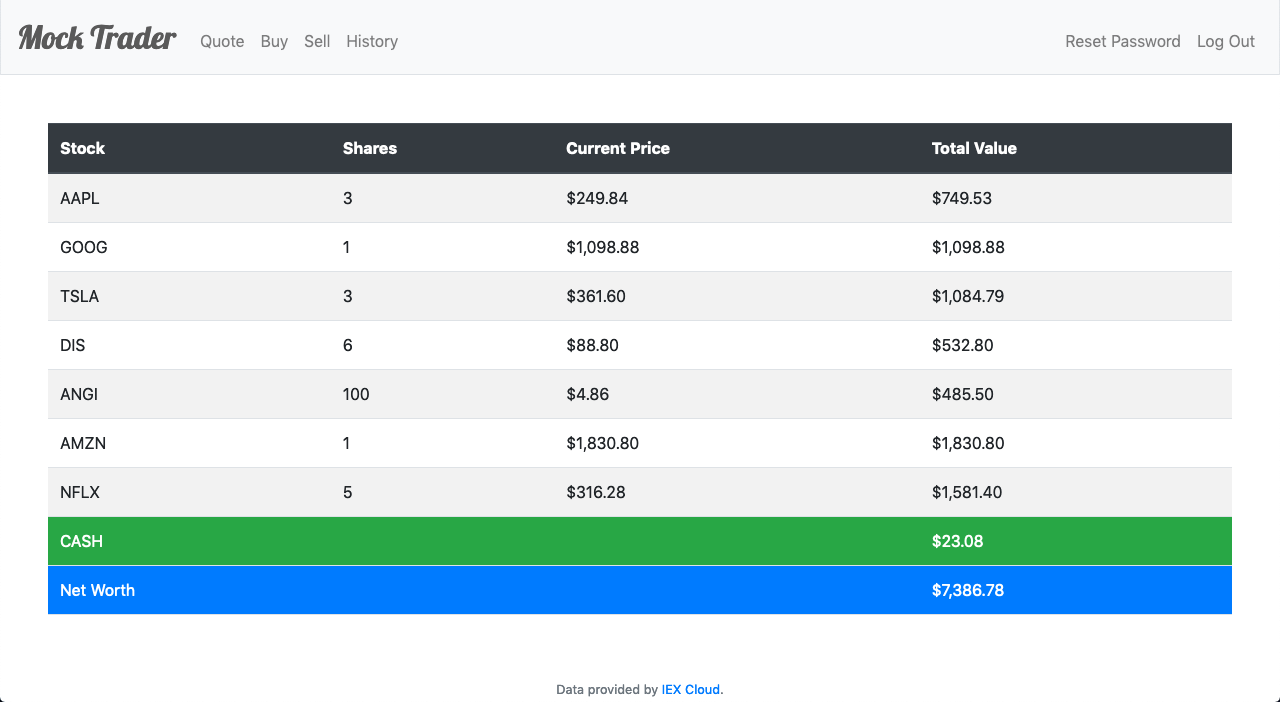 Mock Trader Quote Buy Sell History Reset Password Log Out
Stock Shares Current Price Total Value
AAPL 3 $249.84 $749.53
GOOG 1 $1,098.88 $1,098.88
TSLA 3 $361.60 $1,084.79
DIS 6 $88.80 $532.80
ANGI 100 $4.86 $485.50
AMZN 1 $1,830.80 $1,830.80
NFLX 5 $316.28 $1,581.40
CASH $23.08
Net Worth $7,386.78
Data provided by IEX Cloud.